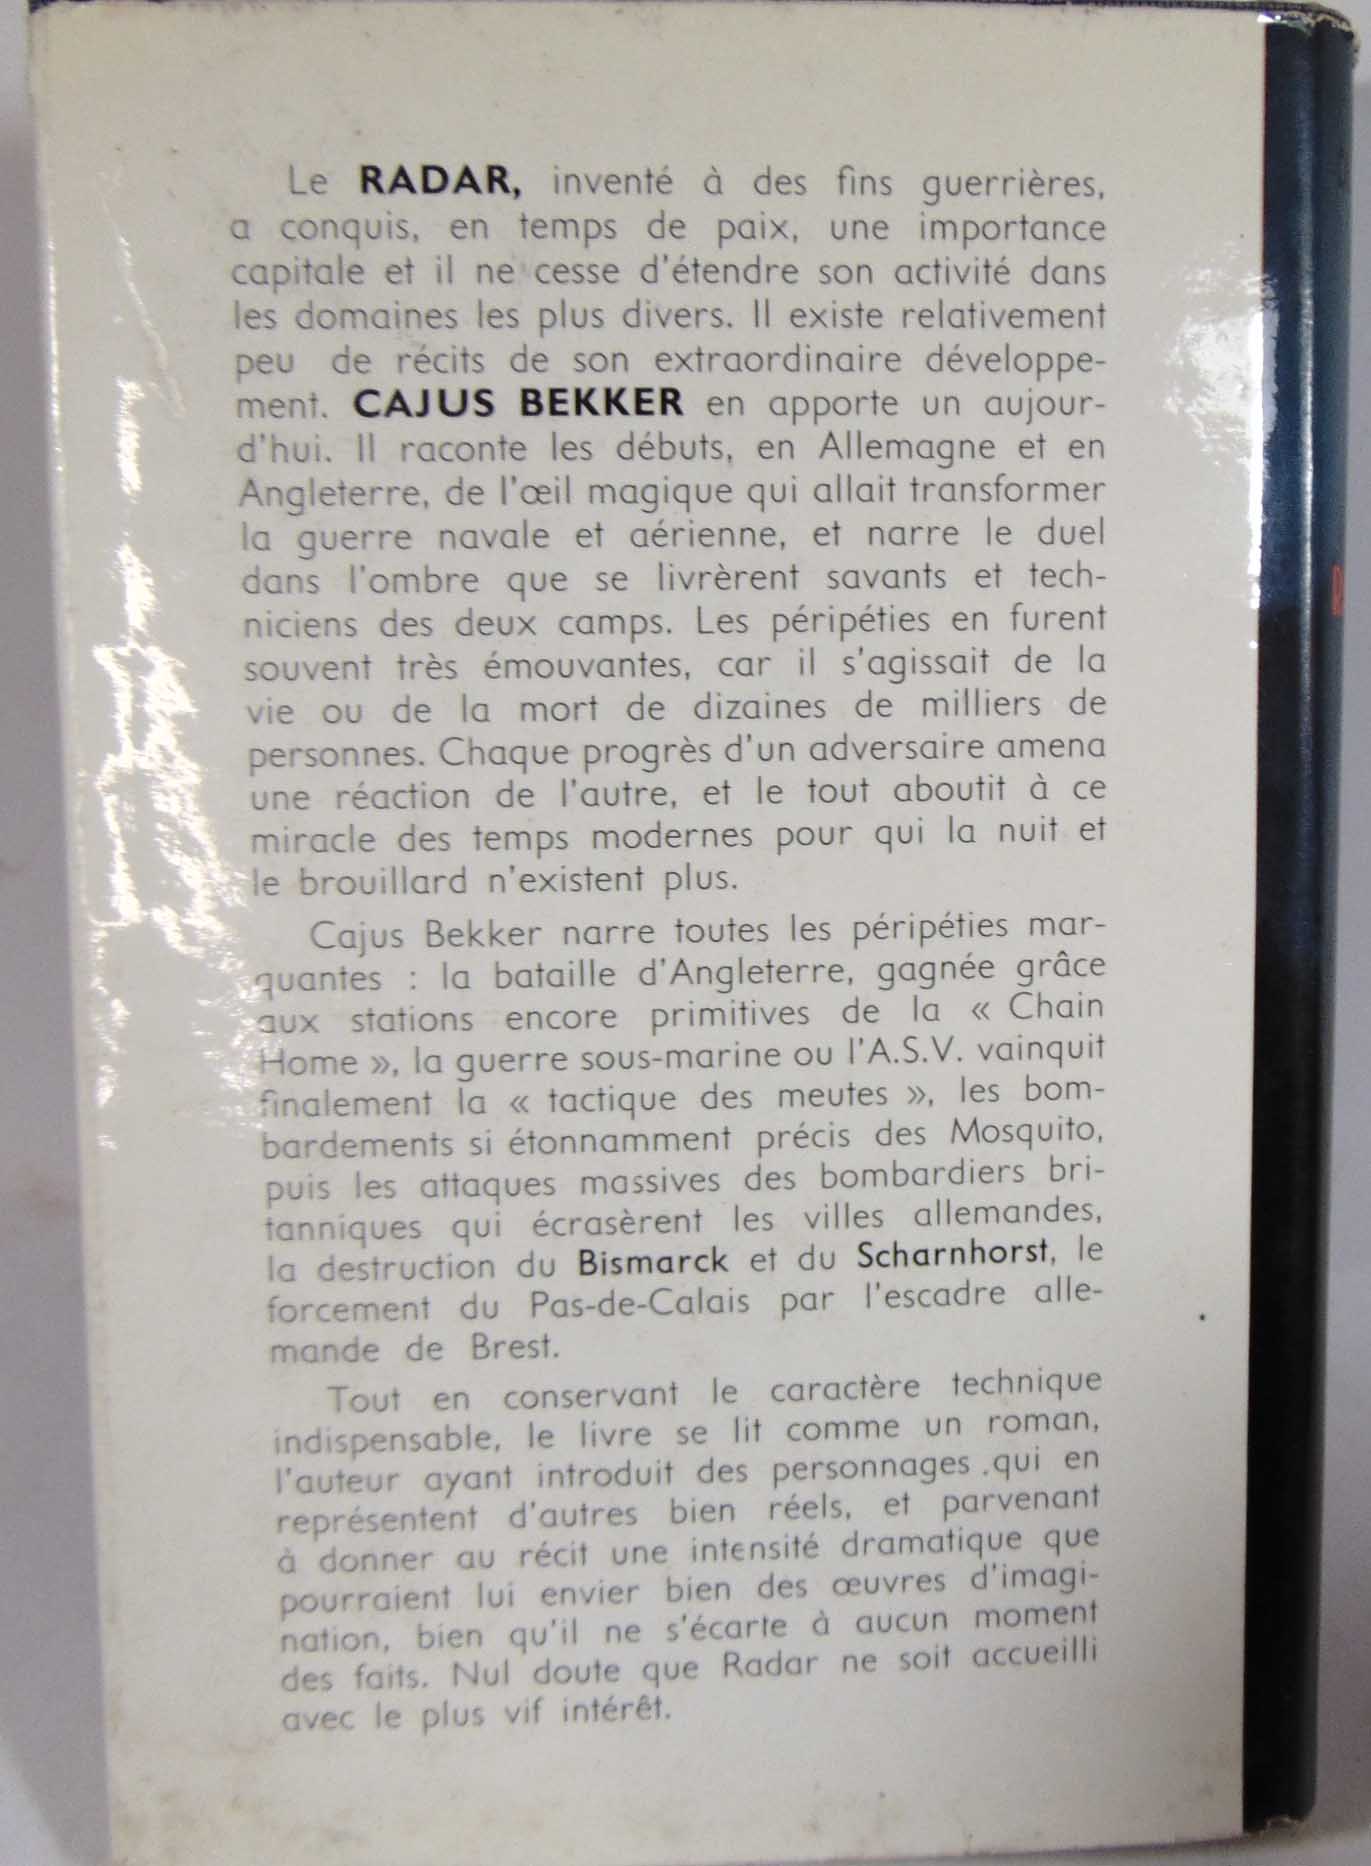 Le RADAR, inventé à des fins guerrières,
a conquis, en temps de paix, une importance
capitale et il ne cesse d'étendre son activité dans
les domaines les plus divers. Il existe relativement
peu de récits de son extraordinaire développe-
ment. CAJUS BEKKER en apporte un aujour-
d'hui. Il raconte les débuts, en Allemagne et en
Angleterre, de l'œil magique qui allait transformer
la guerre navale et aérienne, et narre le duel
dans l'ombre que se livrèrent savants et tech-
niciens des deux camps. Les péripéties en furent
souvent très émouvantes, car il s'agissait de la
vie ou de la mort de dizaines de milliers de
personnes. Chaque progrès d'un adversaire amena
une réaction de l'autre, et le tout aboutit à ce
miracle des temps modernes pour qui la nuit et
le brouillard n'existent plus.
Cajus Bekker narre toutes les péripéties mar-
quantes : la bataille d'Angleterre, gagnée grâce
aux stations encore primitives de la « Chain
Home », la guerre sous-marine ou l'A.S.V. vainquit
finalement la « tactique des meutes », les bom-
bardements si étonnamment précis des Mosquito,
puis les attaques massives des bombardiers bri-
tanniques qui écrasèrent les villes allemandes,
la destruction du Bismarck et du Scharnhorst, le
forcement du Pas-de-Calais par l'escadre alle-
mande de Brest.
Tout en conservant le caractère technique
indispensable, le livre se lit comme un roman,
l'auteur ayant introduit des personnages qui en
représentent d'autres bien réels, et parvenant
à donner au récit une intensité dramatique que
pourraient lui envier bien des œuvres d'imagi-
nation, bien qu'il ne s'écarte à aucun moment
des faits. Nul doute que Radar ne soit accueilli
avec le plus vif intérêt.